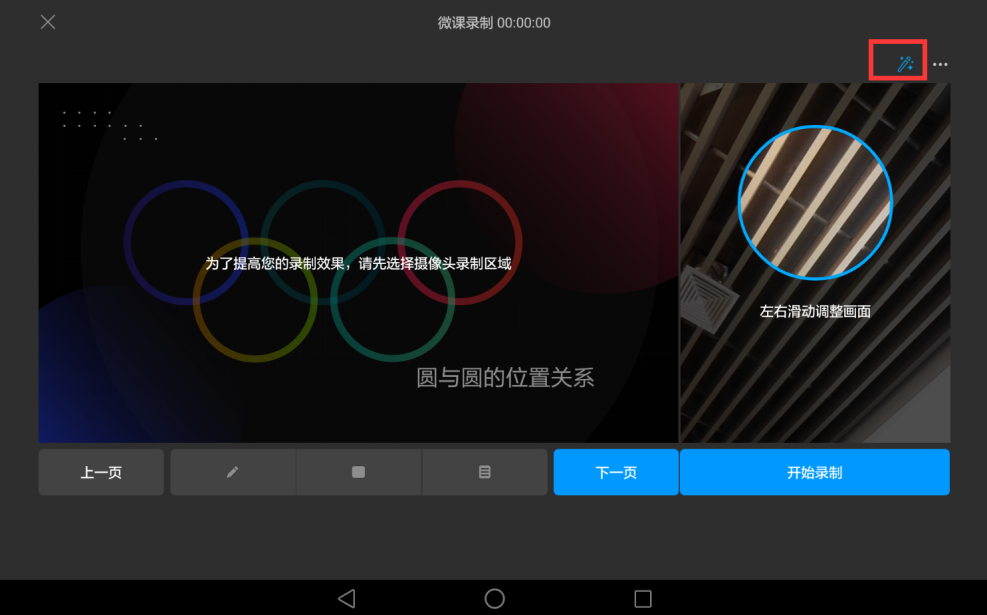 微课录制 00:00:00
为了提高您的录制效果，请先选择摄像头录制区域
左右滑动调整画面
圆与圆的位置关系
上一页
下一页
开始录制